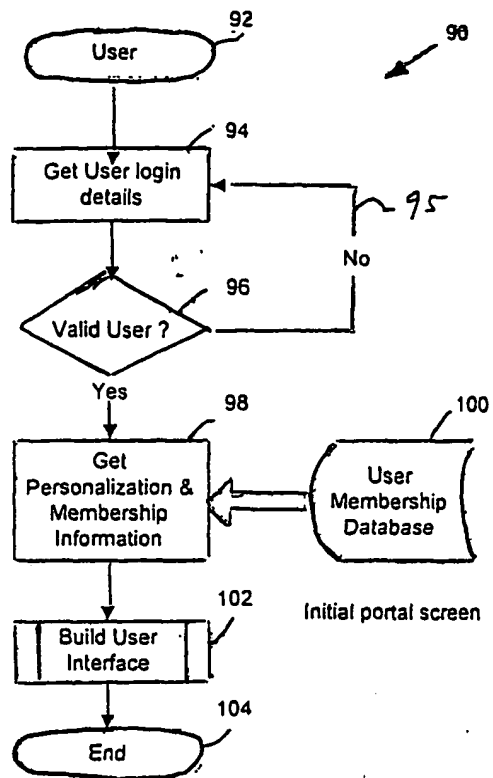 92
User
90
94
Get User login
details
95
No
96
Valid User ?
Yes
98
100
Get
Personalization &
Membership
Information
User
Membership
Database
102
Initial portal screen
Build User
Interface
104
End